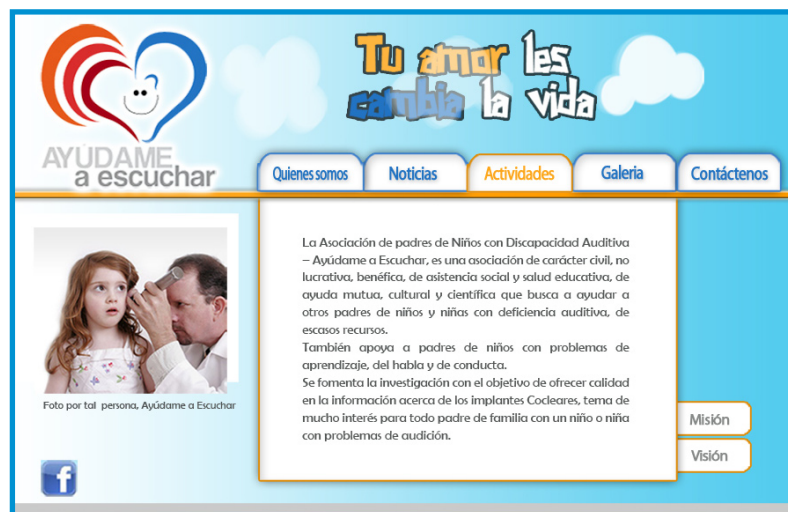 Tu amor les
cambia la vida
AYÚDAME
a escuchar
Quienes somos
Noticias
Actividades
Galeria
Contáctenos
La Asociación de padres de Niños con Discapacidad Auditiva
– Ayúdame a Escuchar, es una asociación de carácter civil, no
lucrativa, benéfica, de asistencia social y salud educativa, de
ayuda mutua, cultural y científica que busca a ayudar a
otros padres de niños y niñas con deficiencia auditiva, de
escasos recursos.
También apoya a padres de niños con problemas de
aprendizaje, del habla y de conducta.
Se fomenta la investigación con el objetivo de ofrecer calidad
en la información acerca de los implantes Cocleares, tema de
mucho interés para todo padre de familia con un niño o niña
con problemas de audición.
Foto por tal persona, Ayúdame a Escuchar
Misión
Visión
f